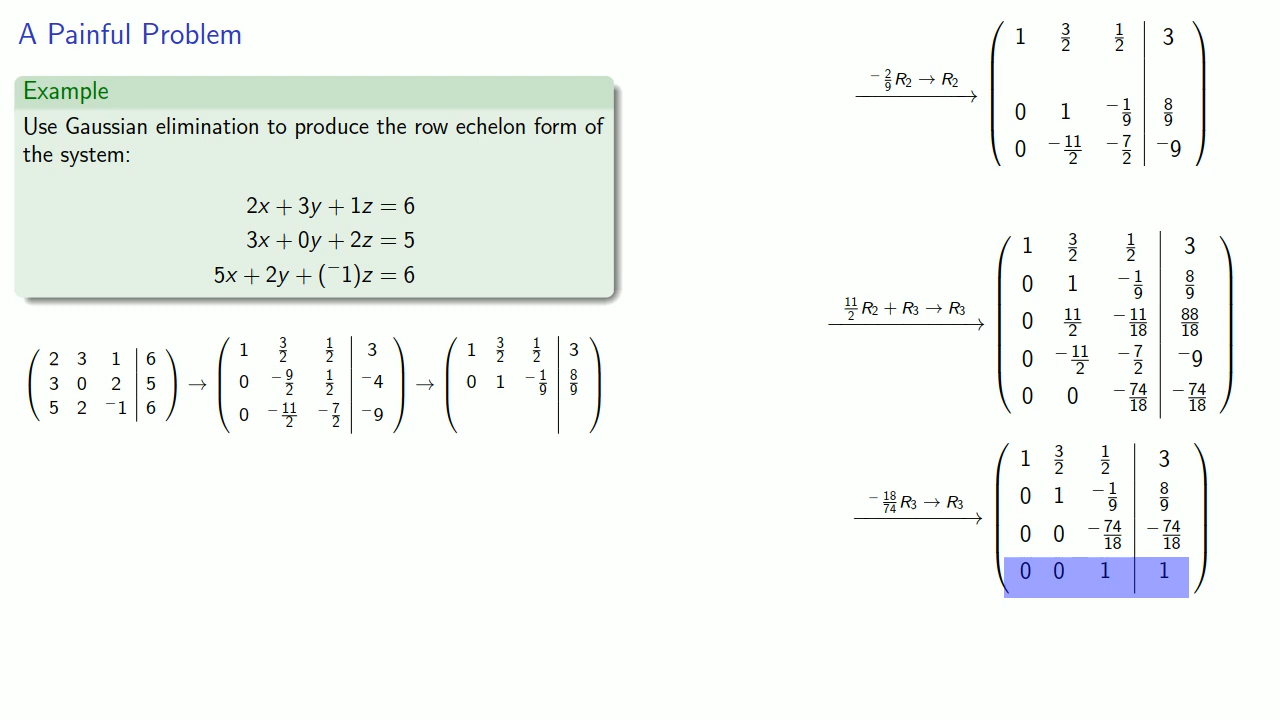 A Painful Problem
Example
Use Gaussian elimination to produce the row echelon form of
the system:
2x + 3y + 1z = 6
3x + 0y + 2z = 5
5x + 2y + (⁻1)z = 6
2 3 1 | 6
3 0 2 | 5
5 2 ⁻1 | 6
→
1 3/2 1/2 | 3
0 ⁻9/2 1/2 | ⁻4
0 ⁻11/2 ⁻7/2 | ⁻9
→
1 3/2 1/2 | 3
0 1 ⁻1/9 | 8/9
⁻2/9 R₂ → R₂
1 3/2 1/2 | 3
0 1 ⁻1/9 | 8/9
0 ⁻11/2 ⁻7/2 | ⁻9
11/2 R₂ + R₃ → R₃
1 3/2 1/2 | 3
0 1 ⁻1/9 | 8/9
0 11/2 ⁻11/18 | 88/18
0 ⁻11/2 ⁻7/2 | ⁻9
0 0 ⁻74/18 | ⁻74/18
⁻18/74 R₃ → R₃
1 3/2 1/2 | 3
0 1 ⁻1/9 | 8/9
0 0 ⁻74/18 | ⁻74/18
0 0 1 | 1